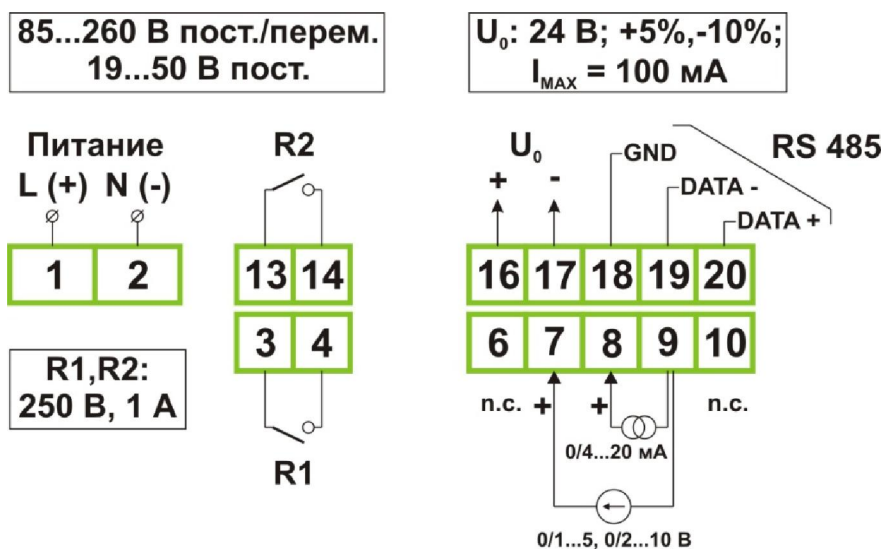 85...260 В пост./перем.
19...50 В пост.
U₀: 24 В; +5%,-10%;
I_MAX = 100 мА
Питание
L (+) N (-)
R2
U₀
+ -
GND
RS 485
DATA -
DATA +
1 2
13 14
16 17 18 19 20
3 4
6 7 8 9 10
R1,R2:
250 В, 1 А
R1
n.c. + + n.c.
0/4...20 мА
0/1...5, 0/2...10 В